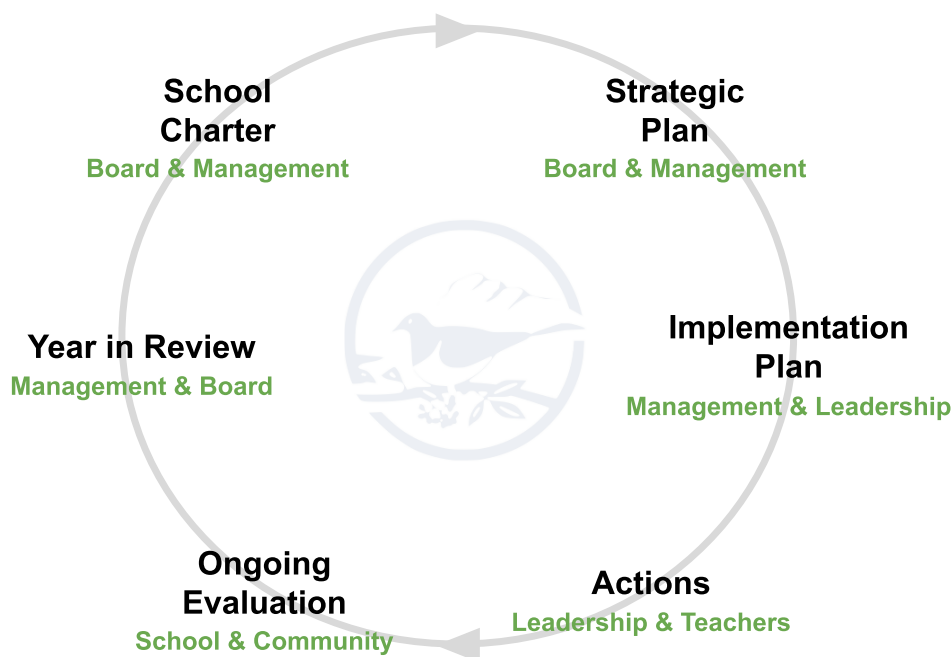 School
Charter
Board & Management
Strategic
Plan
Board & Management
Implementation
Plan
Management & Leadership
Actions
Leadership & Teachers
Ongoing
Evaluation
School & Community
Year in Review
Management & Board